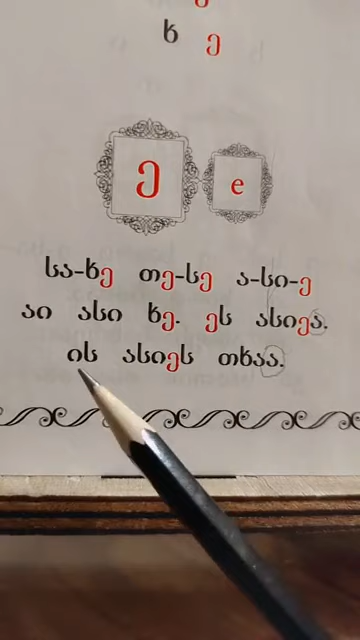 ხ ე
ე e
სა-ხე თე-სე ა-სი-ე
აი ასი ხე. ეს ასიეა.
ის ასიეს თხაა.